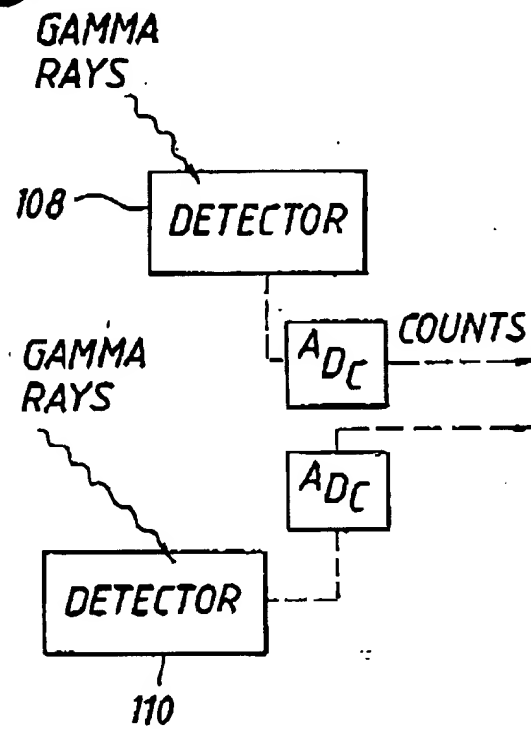 GAMMA
RAYS
108
DETECTOR
ADC
COUNTS
GAMMA
RAYS
ADC
DETECTOR
110